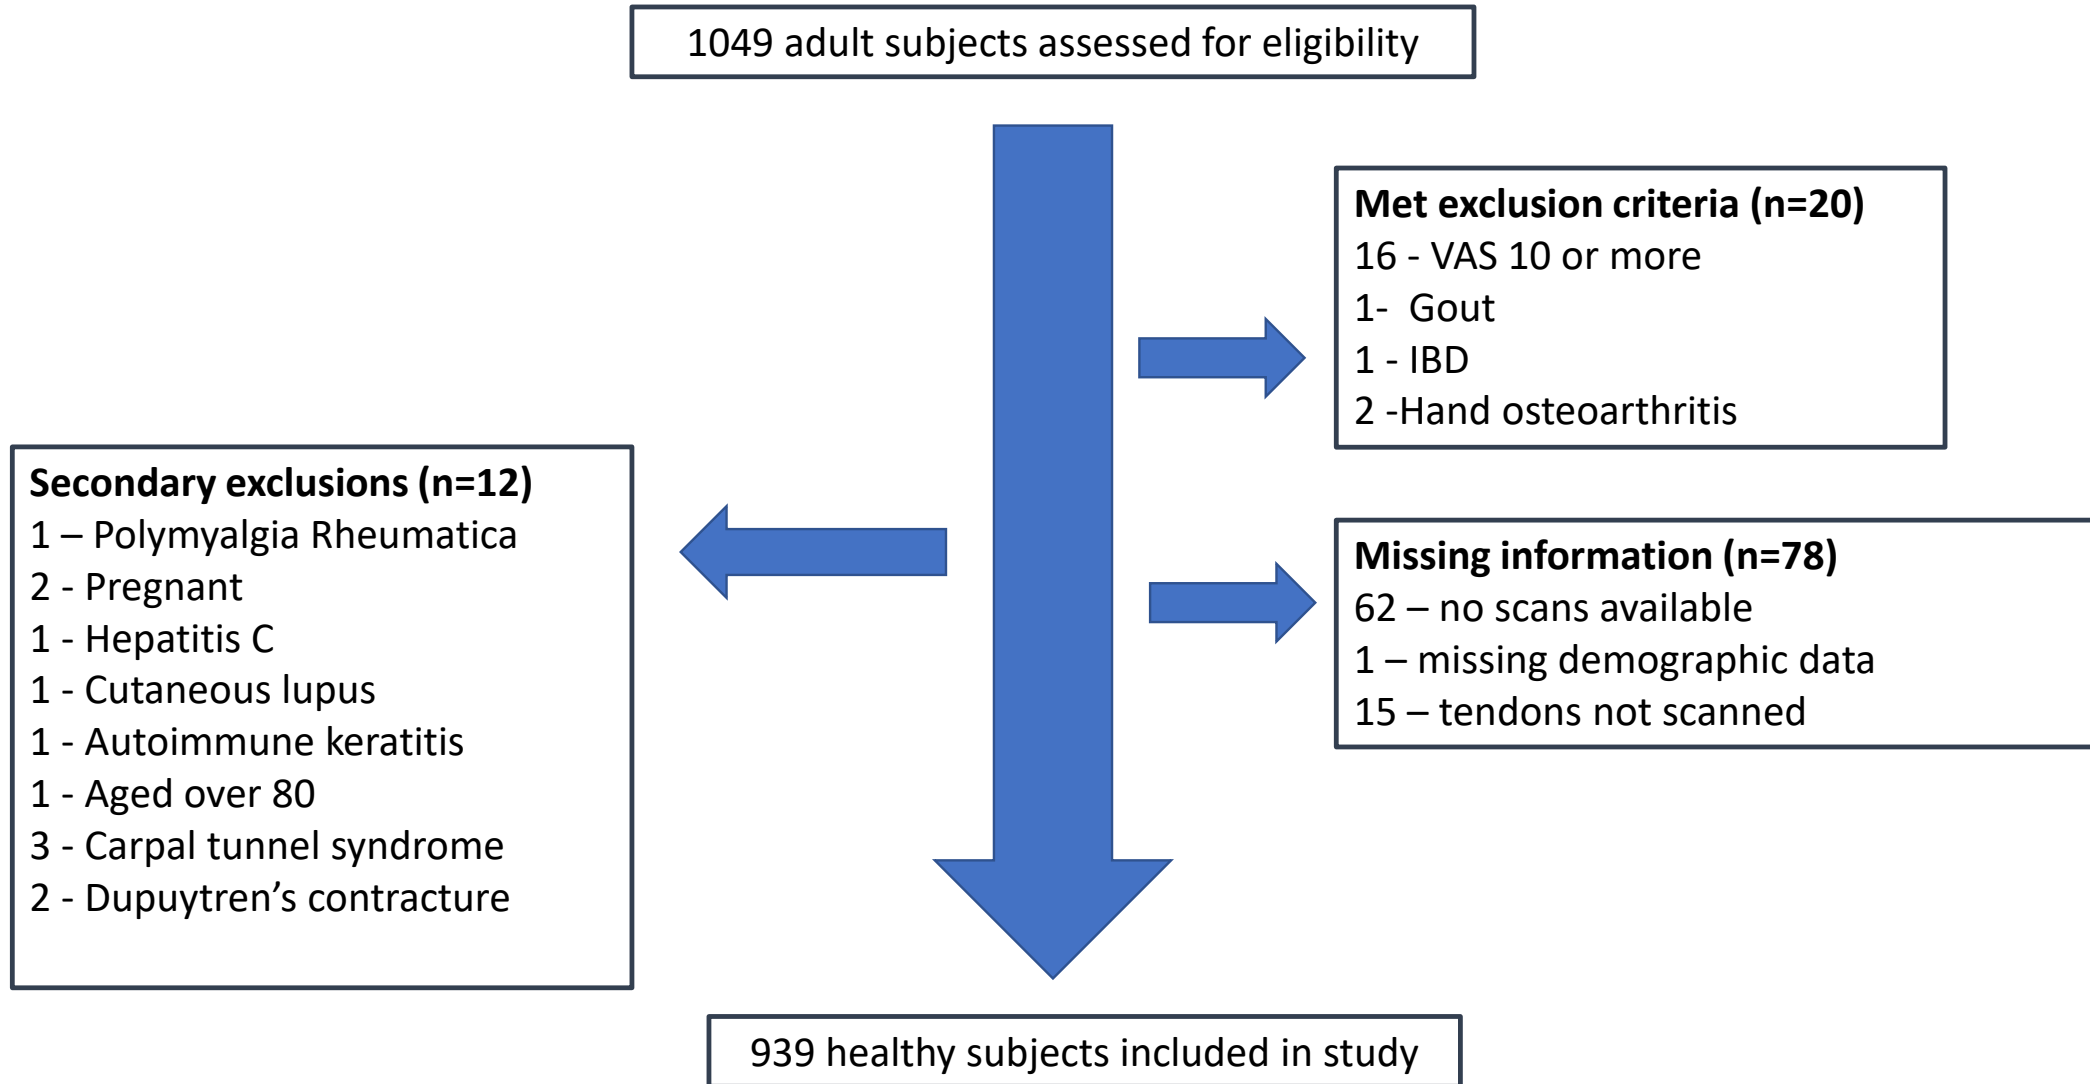 1049 adult subjects assessed for eligibility
Met exclusion criteria (n=20)
16 - VAS 10 or more
1-  Gout
1 - IBD
2 -Hand osteoarthritis
Secondary exclusions (n=12)
1 – Polymyalgia Rheumatica
2 - Pregnant
1 - Hepatitis C
1 - Cutaneous lupus
1 - Autoimmune keratitis
1 - Aged over 80
3 - Carpal tunnel syndrome
2 - Dupuytren’s contracture
Missing information (n=78)
62 – no scans available
1 – missing demographic data
15 – tendons not scanned
939 healthy subjects included in study